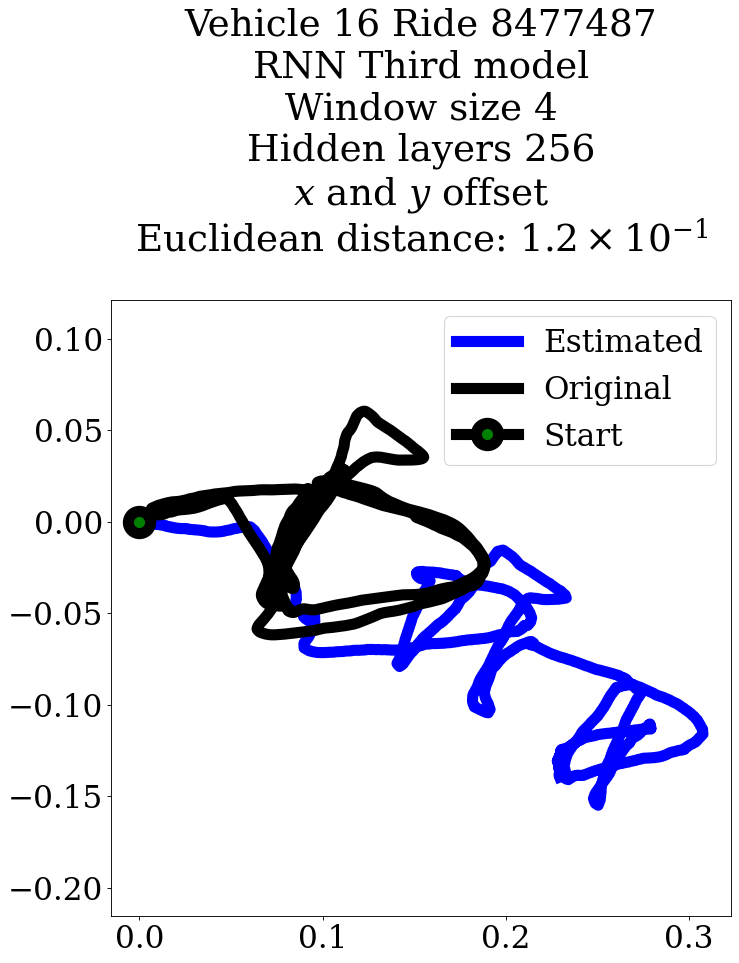 Vehicle 16 Ride 8477487
RNN Third model
Window size 4
Hidden layers 256
x and y offset
Euclidean distance: 1.2 × 10⁻¹
Estimated
Original
Start
0.10
0.05
0.00
−0.05
−0.10
−0.15
−0.20
0.0 0.1 0.2 0.3